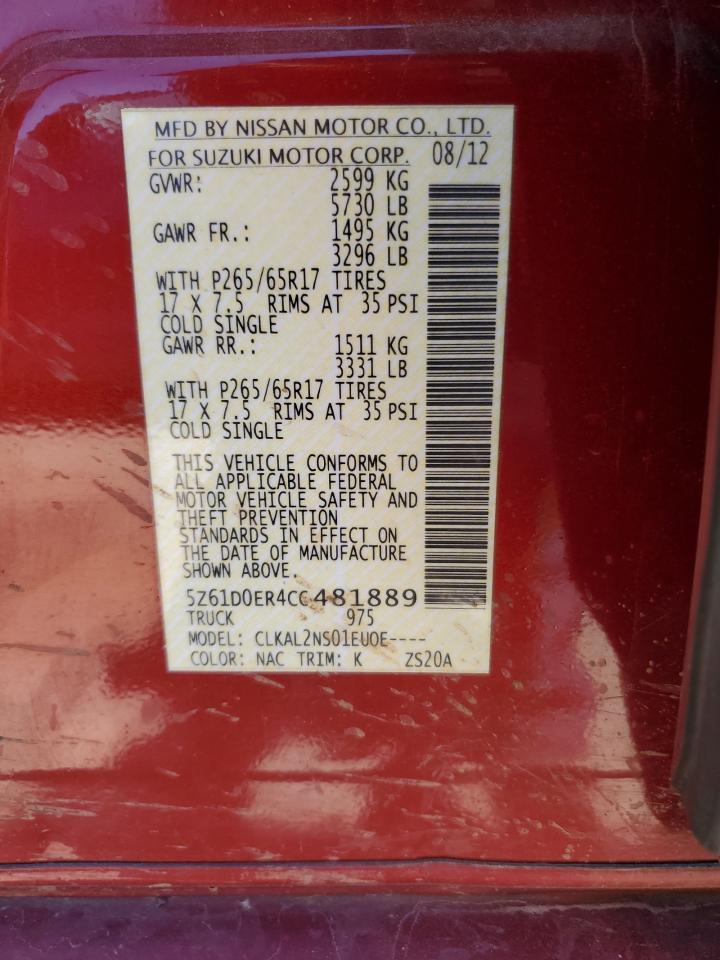 MFD BY NISSAN MOTOR CO., LTD.
FOR SUZUKI MOTOR CORP. 08/12
GVWR: 2599 KG
5730 LB
GAWR FR.: 1495 KG
3296 LB
WITH P265/65R17 TIRES
17 X 7.5 RIMS AT 35 PSI
COLD SINGLE
GAWR RR.: 1511 KG
3331 LB
WITH P265/65R17 TIRES
17 X 7.5 RIMS AT 35 PSI
COLD SINGLE
THIS VEHICLE CONFORMS TO
ALL APPLICABLE FEDERAL
MOTOR VEHICLE SAFETY AND
THEFT PREVENTION
STANDARDS IN EFFECT ON
THE DATE OF MANUFACTURE
SHOWN ABOVE.
5Z61D0ER4CC481889
TRUCK 975
MODEL: CLKAL2NS01EUOE----
COLOR: NAC TRIM: K ZS20A